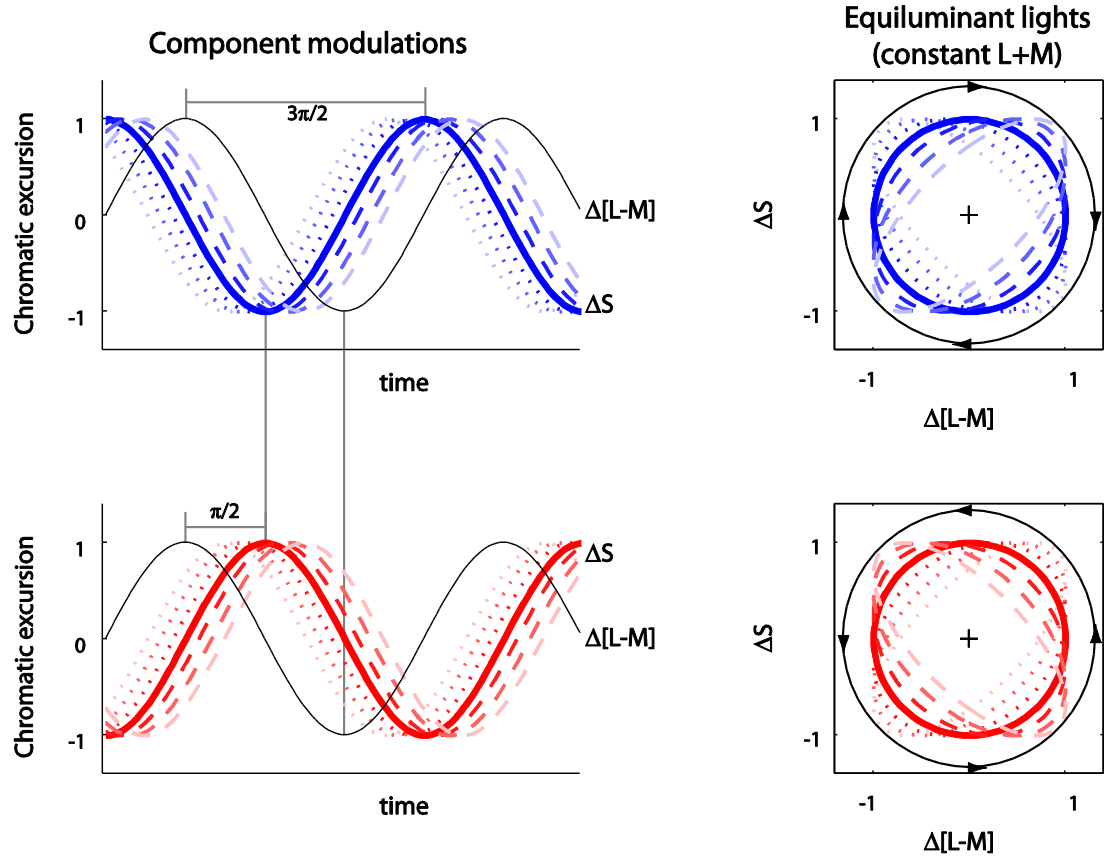 Component modulations
3π/2
1
0
-1
Chromatic excursion
Δ[L-M]
ΔS
time
Equiluminant lights
(constant L+M)
1
-1
ΔS
-1
1
Δ[L-M]
π/2
1
0
-1
Chromatic excursion
ΔS
Δ[L-M]
time
1
-1
ΔS
-1
1
Δ[L-M]